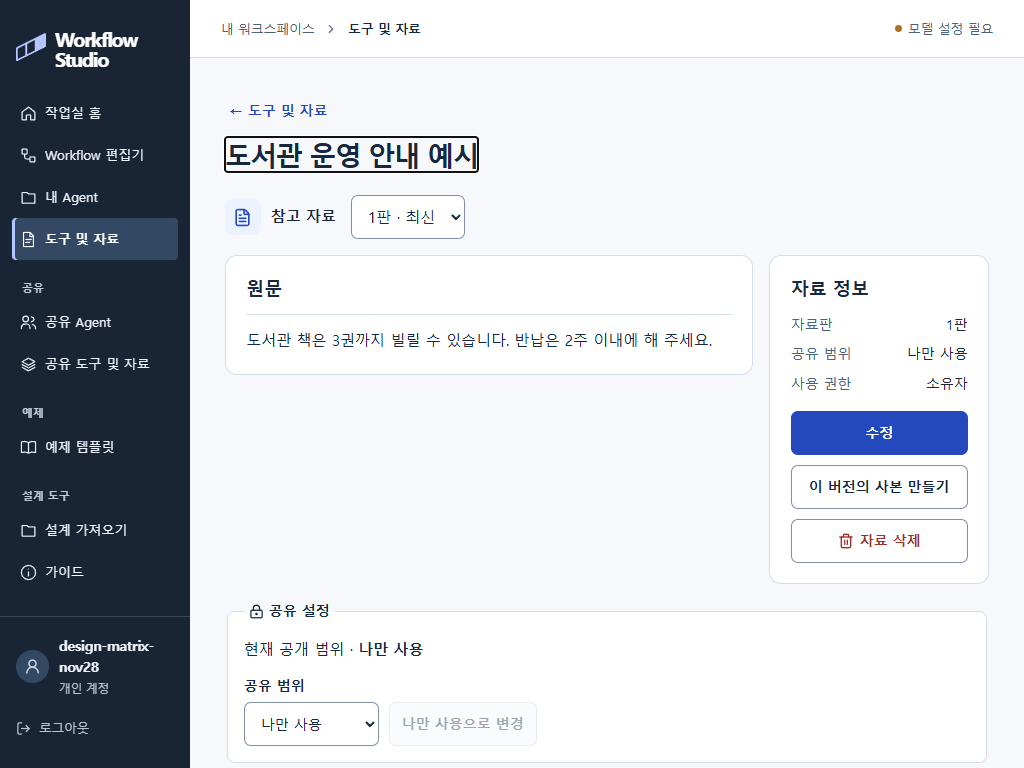 Workflow
Studio
작업실 홈
Workflow 편집기
내 Agent
도구 및 자료
공유
공유 Agent
공유 도구 및 자료
예제
예제 템플릿
설계 도구
설계 가져오기
가이드
design-matrix-
nov28
개인 계정
로그아웃
내 워크스페이스 > 도구 및 자료
모델 설정 필요
← 도구 및 자료
도서관 운영 안내 예시
참고 자료
1판 · 최신
원문
도서관 책은 3권까지 빌릴 수 있습니다. 반납은 2주 이내에 해 주세요.
자료 정보
자료판 1판
공유 범위 나만 사용
사용 권한 소유자
수정
이 버전의 사본 만들기
자료 삭제
공유 설정
현재 공개 범위 · 나만 사용
공유 범위
나만 사용
나만 사용으로 변경